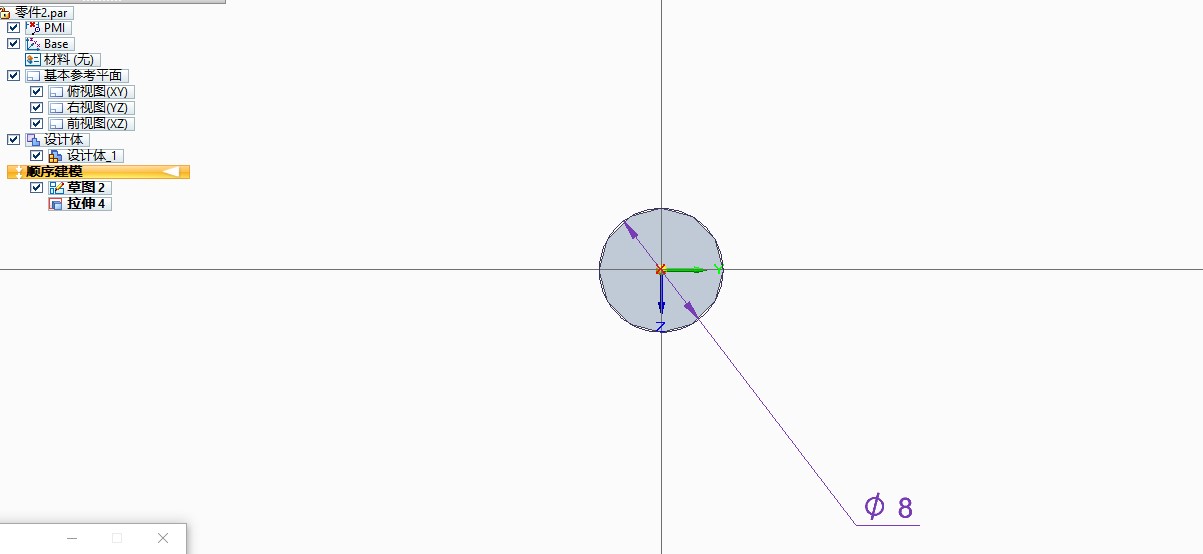 零件2.par
PMI
Base
材料 (无)
基本参考平面
俯视图(XY)
右视图(YZ)
前视图(XZ)
设计体
设计体_1
顺序建模
草图 2
拉伸 4
Y
Z
ϕ 8